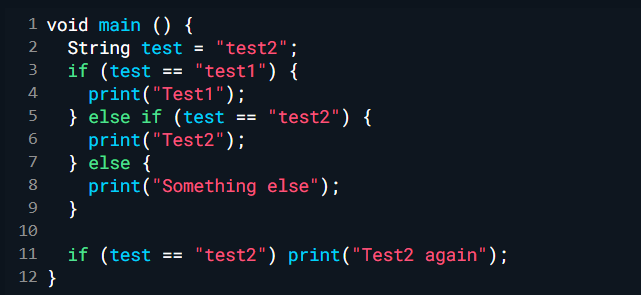 1 void main () {
2   String test = "test2";
3   if (test == "test1") {
4     print("Test1");
5   } else if (test == "test2") {
6     print("Test2");
7   } else {
8     print("Something else");
9   }
10
11   if (test == "test2") print("Test2 again");
12 }